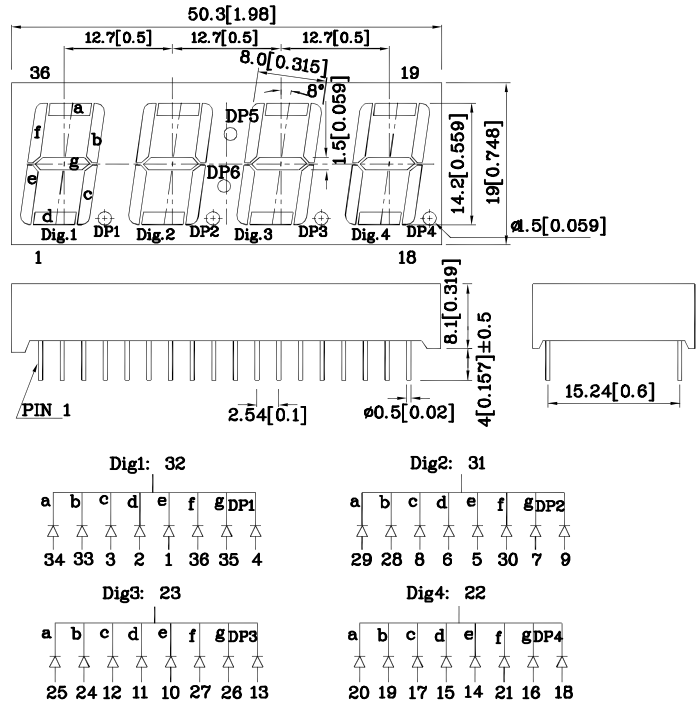 50.3[1.98]
12.7[0.5] 12.7[0.5] 12.7[0.5]
8.0[0.315]
36 19
8°
1.5[0.059]
a
f b
g
e c
d
DP5
DP6
14.2[0.559]
19[0.748]
Dig.1 DP1 Dig.2 DP2 Dig.3 DP3 Dig.4 DP4
ø1.5[0.059]
1 18
8.1[0.319]
4[0.157]±0.5
PIN 1
2.54[0.1]
ø0.5[0.02]
15.24[0.6]
Dig1: 32
a b c d e f g DP1
34 33 3 2 1 36 35 4
Dig2: 31
a b c d e f g DP2
29 28 8 6 5 30 7 9
Dig3: 23
a b c d e f g DP3
25 24 12 11 10 27 26 13
Dig4: 22
a b c d e f g DP4
20 19 17 15 14 21 16 18